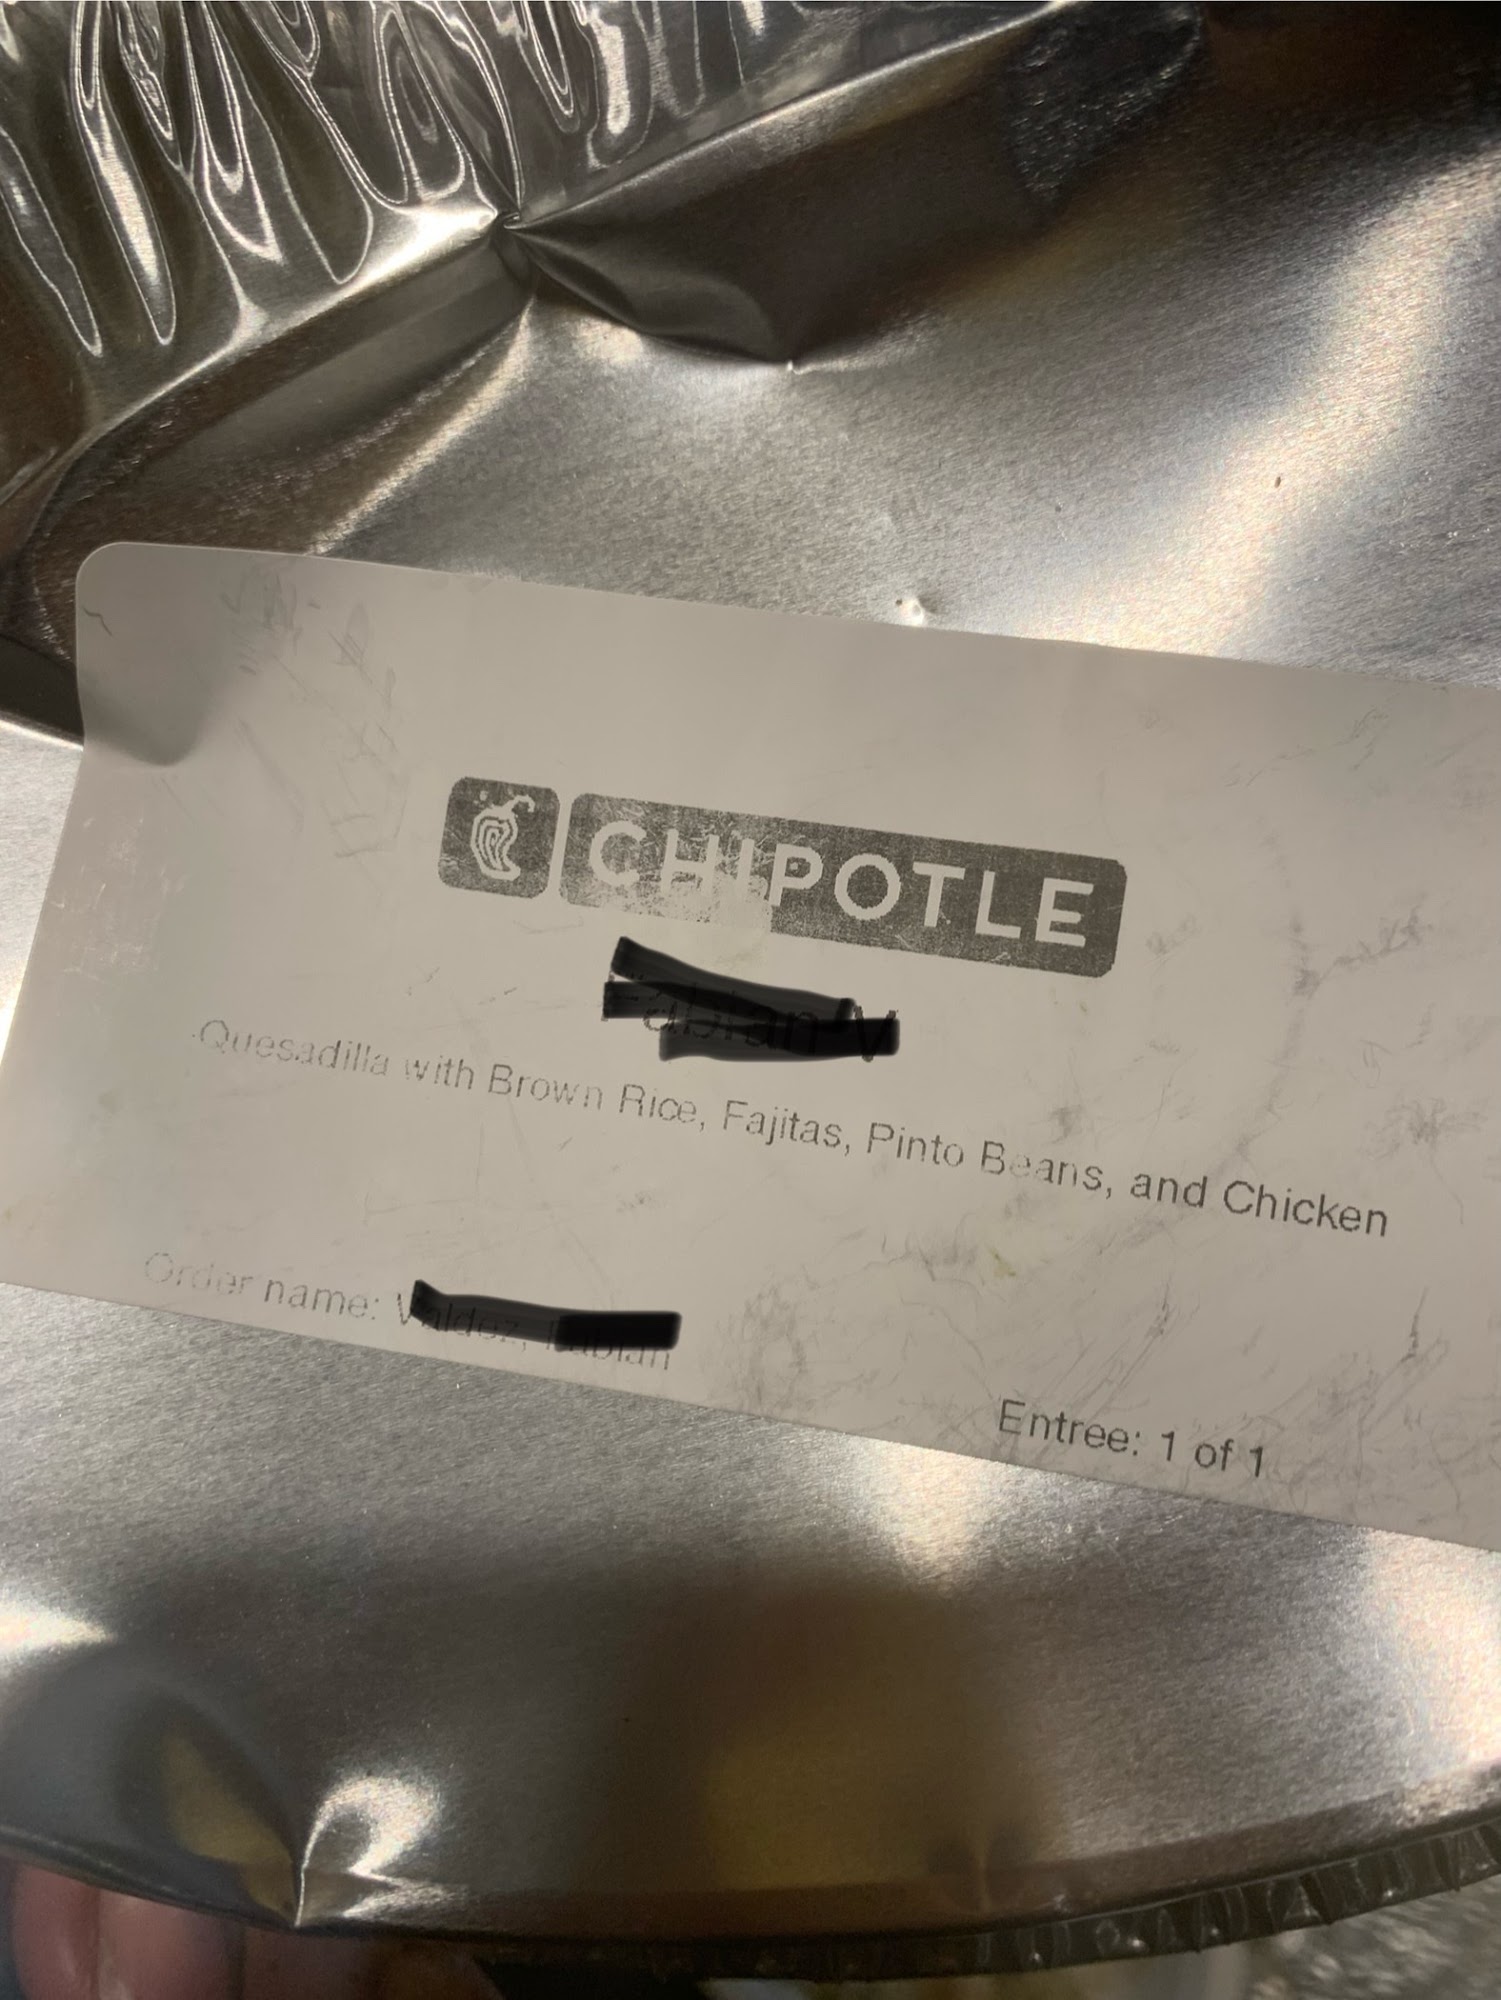 CHIPOTLE
Quesadilla with Brown Rice, Fajitas, Pinto Beans, and Chicken
Order name:
Entree: 1 of 1